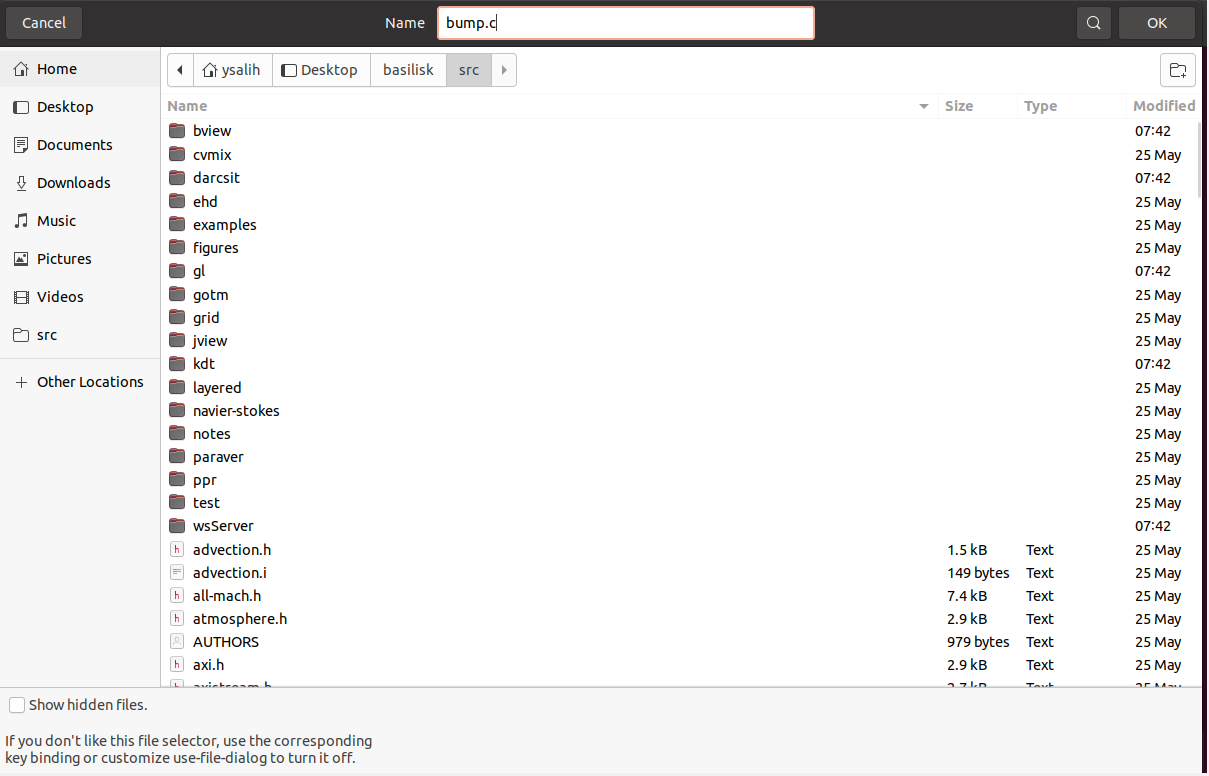 Cancel Name bump.c OK
Home
Desktop
Documents
Downloads
Music
Pictures
Videos
src
Other Locations
ysalih Desktop basilisk src
Name Size Type Modified
bview 07:42
cvmix 25 May
darcsit 07:42
ehd 25 May
examples 25 May
figures 25 May
gl 07:42
gotm 25 May
grid 25 May
jview 25 May
kdt 07:42
layered 25 May
navier-stokes 25 May
notes 25 May
paraver 25 May
ppr 25 May
test 25 May
wsServer 07:42
h advection.h 1.5 kB Text 25 May
advection.i 149 bytes Text 25 May
h all-mach.h 7.4 kB Text 25 May
h atmosphere.h 2.9 kB Text 25 May
AUTHORS 979 bytes Text 25 May
h axi.h 2.9 kB Text 25 May
axistream.h 2.7 kB Text 25 May
Show hidden files.
If you don't like this file selector, use the corresponding
key binding or customize use-file-dialog to turn it off.